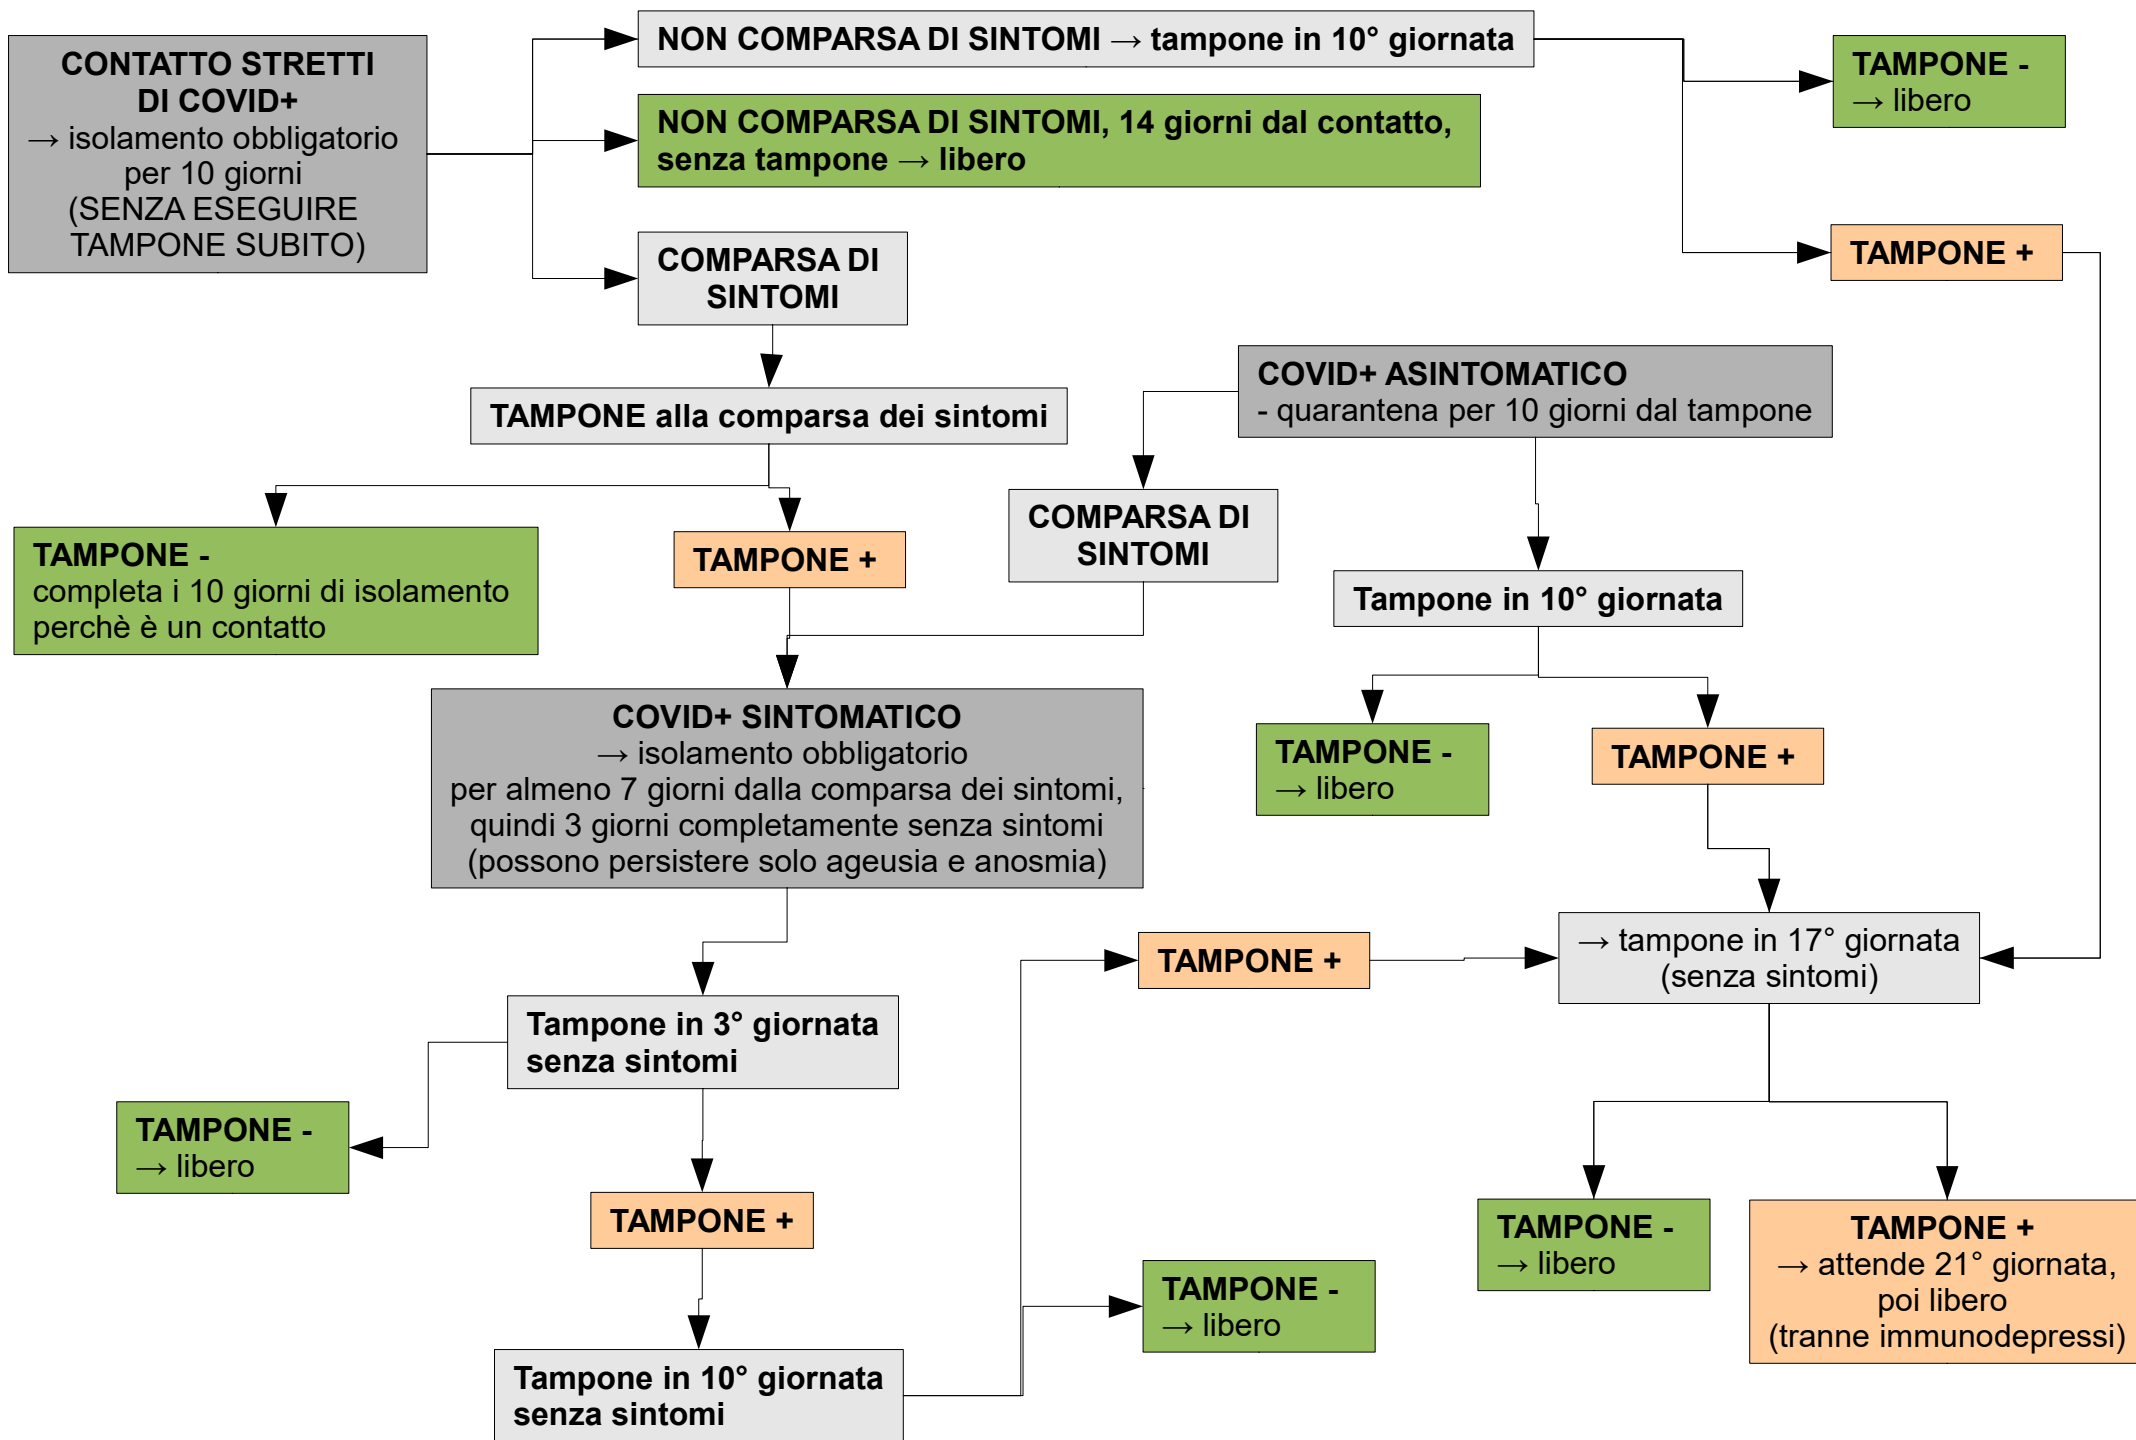 CONTATTO STRETTI
DI COVID+
→ isolamento obbligatorio
per 10 giorni
(SENZA ESEGUIRE
TAMPONE SUBITO)
NON COMPARSA DI SINTOMI → tampone in 10° giornata
NON COMPARSA DI SINTOMI, 14 giorni dal contatto,
senza tampone → libero
COMPARSA DI
SINTOMI
TAMPONE -
→ libero
TAMPONE +
TAMPONE alla comparsa dei sintomi
COVID+ ASINTOMATICO
- quarantena per 10 giorni dal tampone
TAMPONE -
completa i 10 giorni di isolamento
perchè è un contatto
TAMPONE +
COMPARSA DI
SINTOMI
Tampone in 10° giornata
COVID+ SINTOMATICO
→ isolamento obbligatorio
per almeno 7 giorni dalla comparsa dei sintomi,
quindi 3 giorni completamente senza sintomi
(possono persistere solo ageusia e anosmia)
TAMPONE -
→ libero
TAMPONE +
TAMPONE +
→ tampone in 17° giornata
(senza sintomi)
Tampone in 3° giornata
senza sintomi
TAMPONE -
→ libero
TAMPONE +
TAMPONE -
→ libero
TAMPONE -
→ libero
TAMPONE +
→ attende 21° giornata,
poi libero
(tranne immunodepressi)
Tampone in 10° giornata
senza sintomi